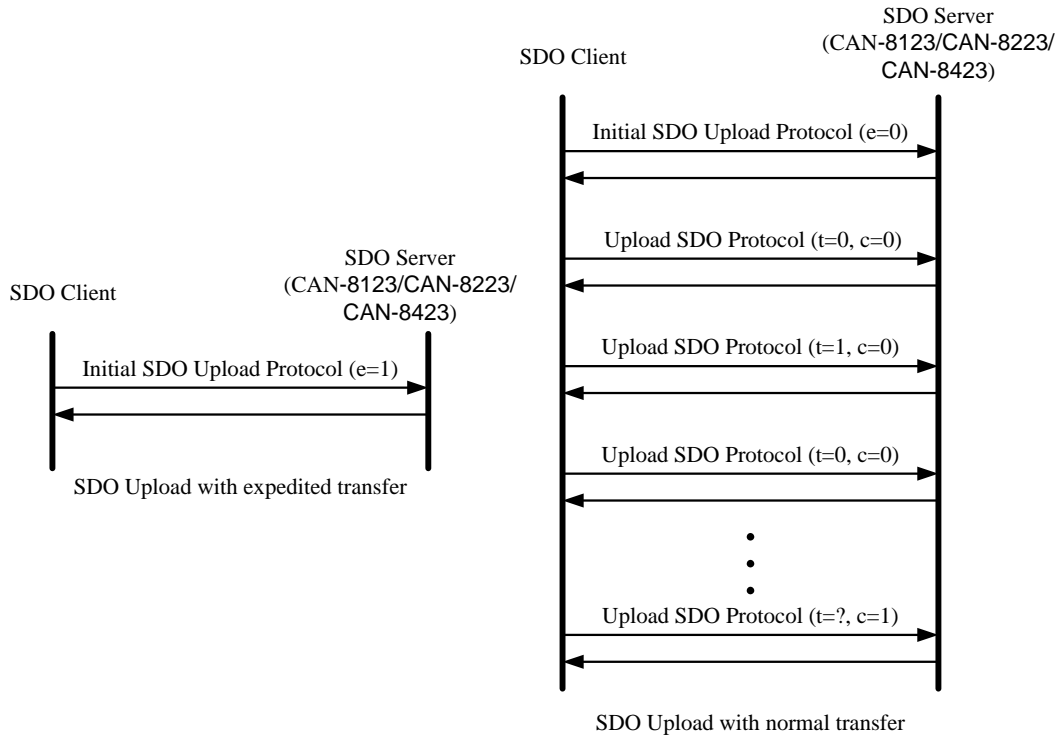 SDO Client
SDO Server
(CAN-8123/CAN-8223/
CAN-8423)
Initial SDO Upload Protocol (e=1)
SDO Upload with expedited transfer
SDO Client
SDO Server
(CAN-8123/CAN-8223/
CAN-8423)
Initial SDO Upload Protocol (e=0)
Upload SDO Protocol (t=0, c=0)
Upload SDO Protocol (t=1, c=0)
Upload SDO Protocol (t=0, c=0)
Upload SDO Protocol (t=?, c=1)
SDO Upload with normal transfer